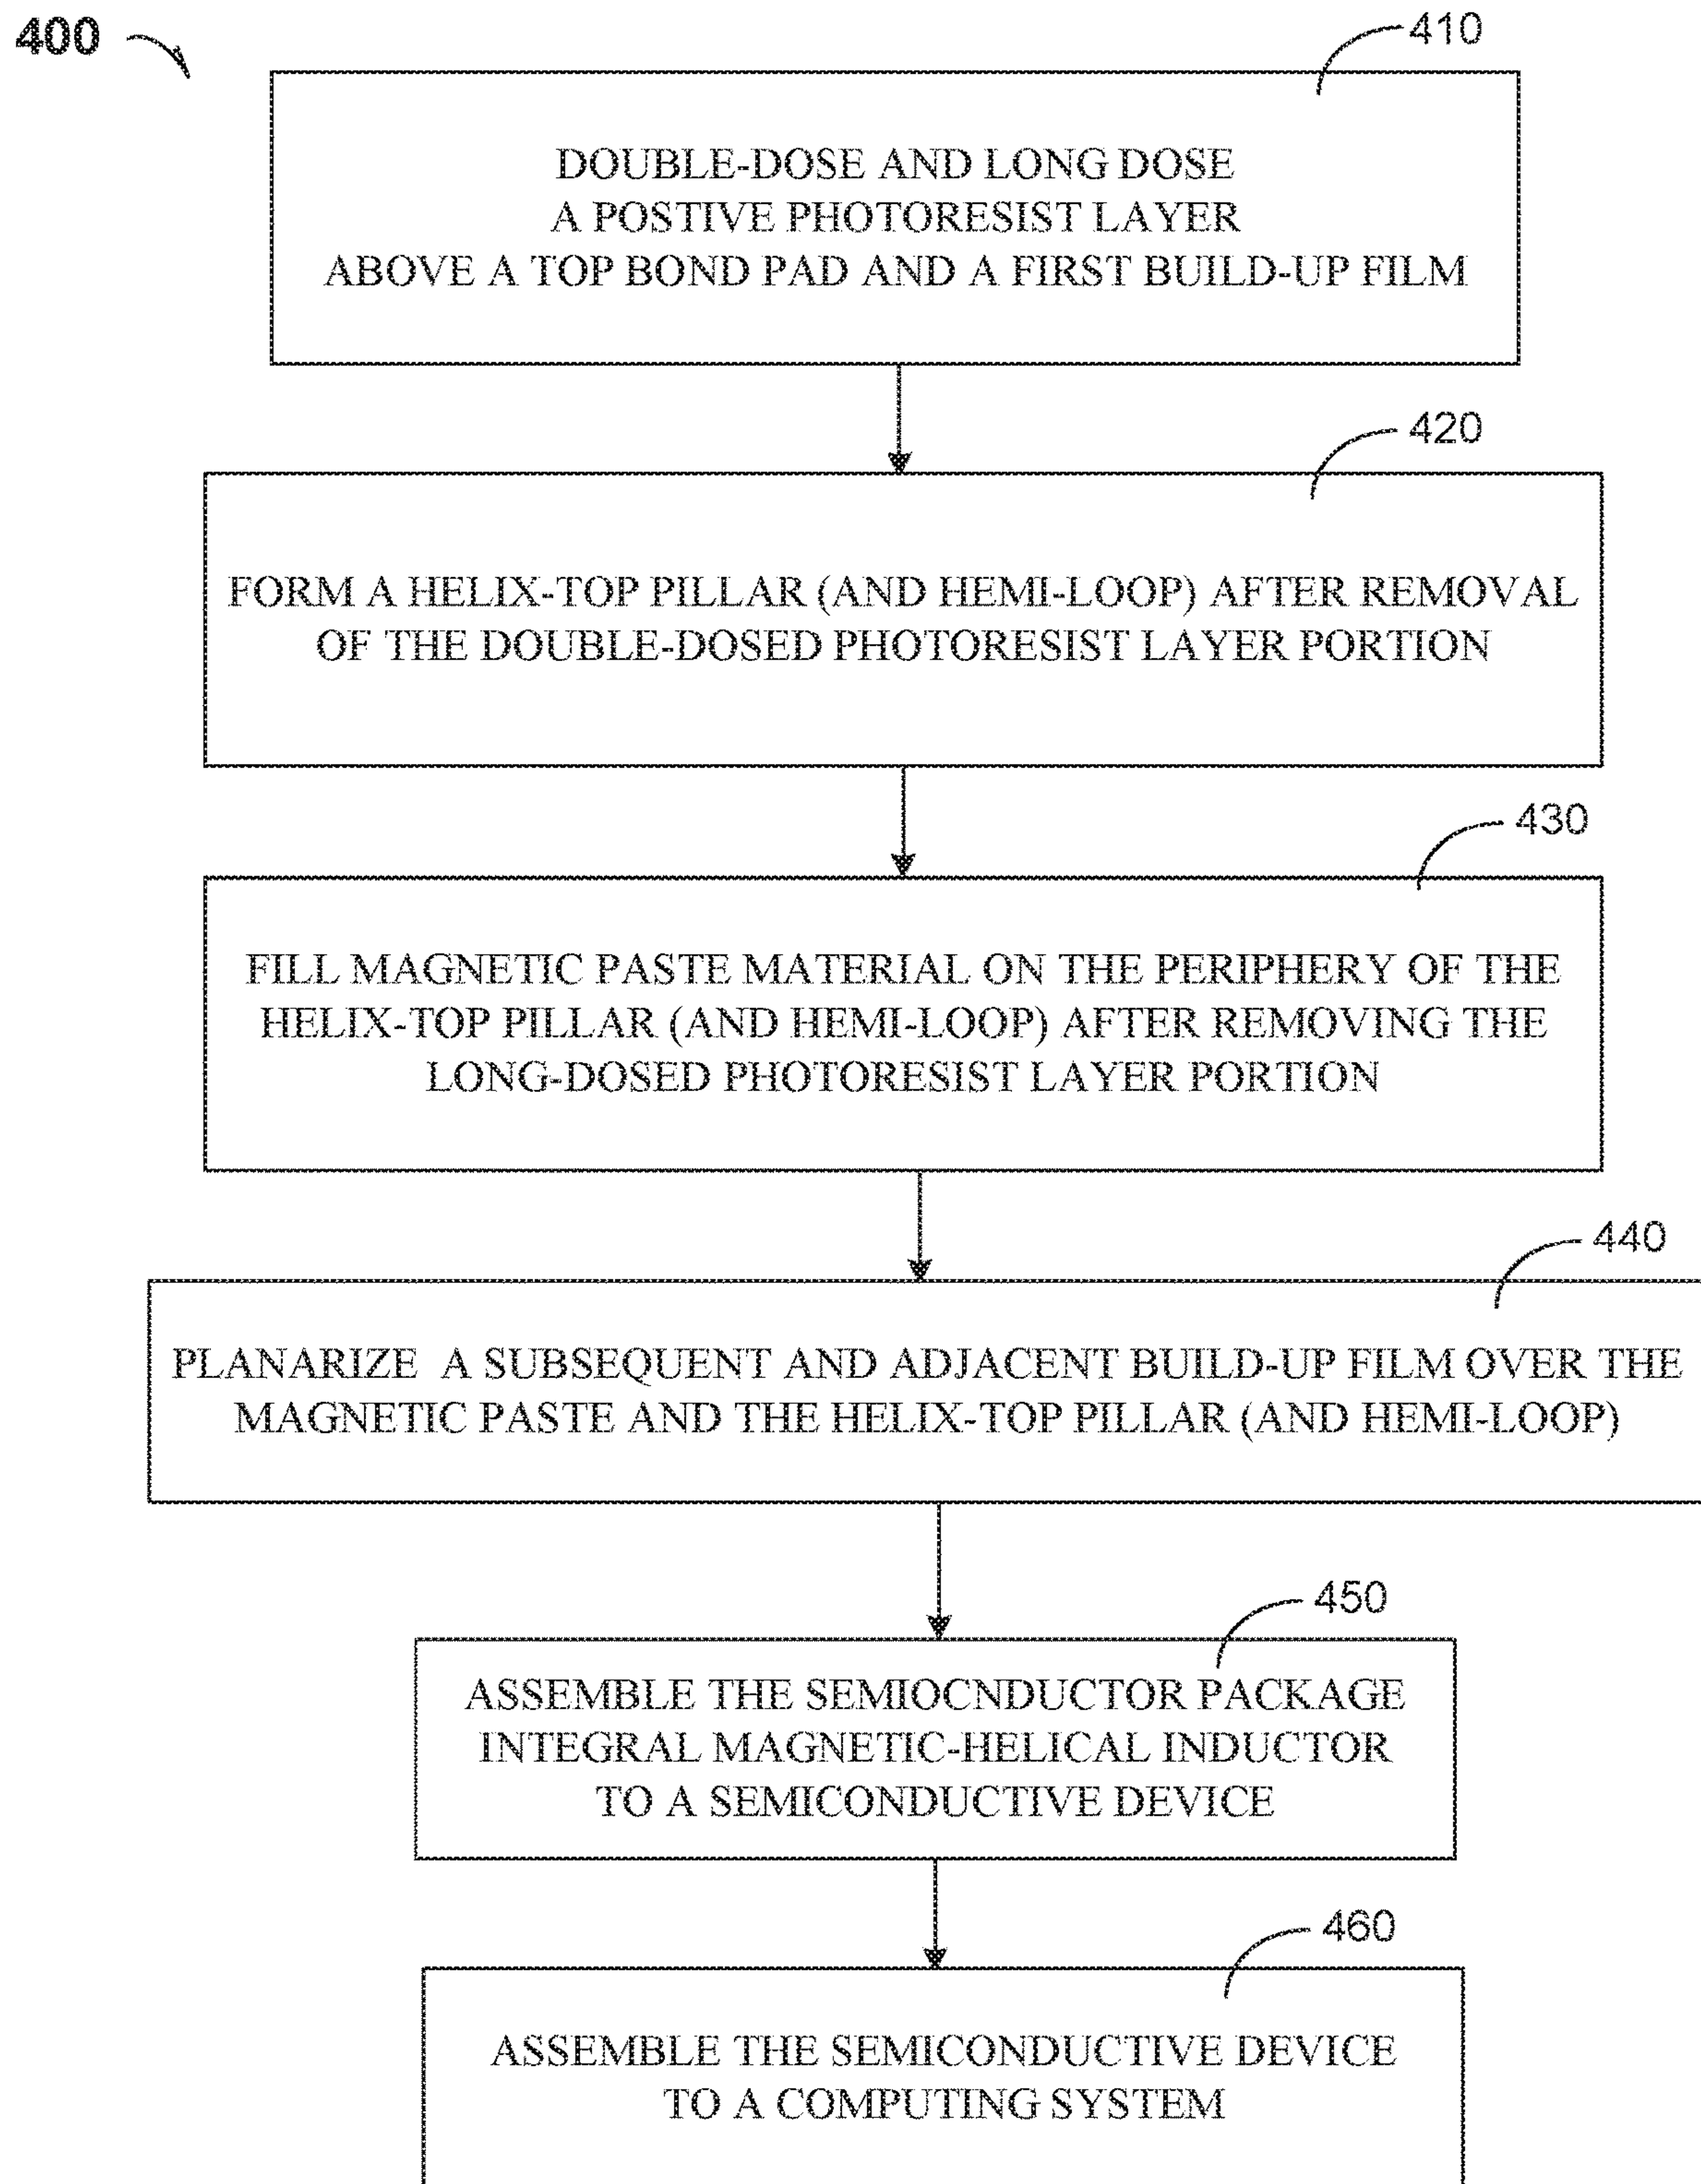 400
410
DOUBLE-DOSE AND LONG DOSE
A POSTIVE PHOTORESIST LAYER
ABOVE A TOP BOND PAD AND A FIRST BUILD-UP FILM
420
FORM A HELIX-TOP PILLAR (AND HEMI-LOOP) AFTER REMOVAL
OF THE DOUBLE-DOSED PHOTORESIST LAYER PORTION
430
FILL MAGNETIC PASTE MATERIAL ON THE PERIPHERY OF THE
HELIX-TOP PILLAR (AND HEMI-LOOP) AFTER REMOVING THE
LONG-DOSED PHOTORESIST LAYER PORTION
440
PLANARIZE A SUBSEQUENT AND ADJACENT BUILD-UP FILM OVER THE
MAGNETIC PASTE AND THE HELIX-TOP PILLAR (AND HEMI-LOOP)
450
ASSEMBLE THE SEMIOCNDUCTOR PACKAGE
INTEGRAL MAGNETIC-HELICAL INDUCTOR
TO A SEMICONDUCTIVE DEVICE
460
ASSEMBLE THE SEMICONDUCTIVE DEVICE
TO A COMPUTING SYSTEM